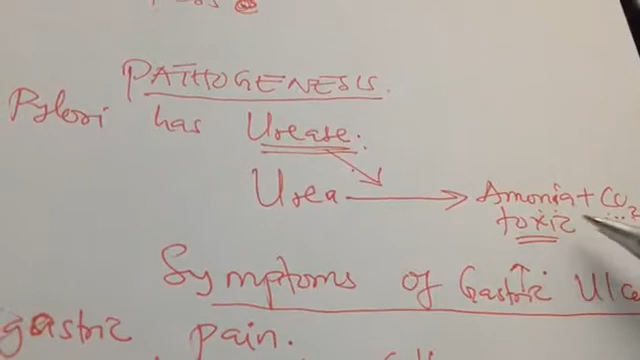 PATHOGENESIS.
Pylori has Urease:
Urea → Amonia + CO2
toxic
Symptoms of Gastric Ulce
gastric pain.